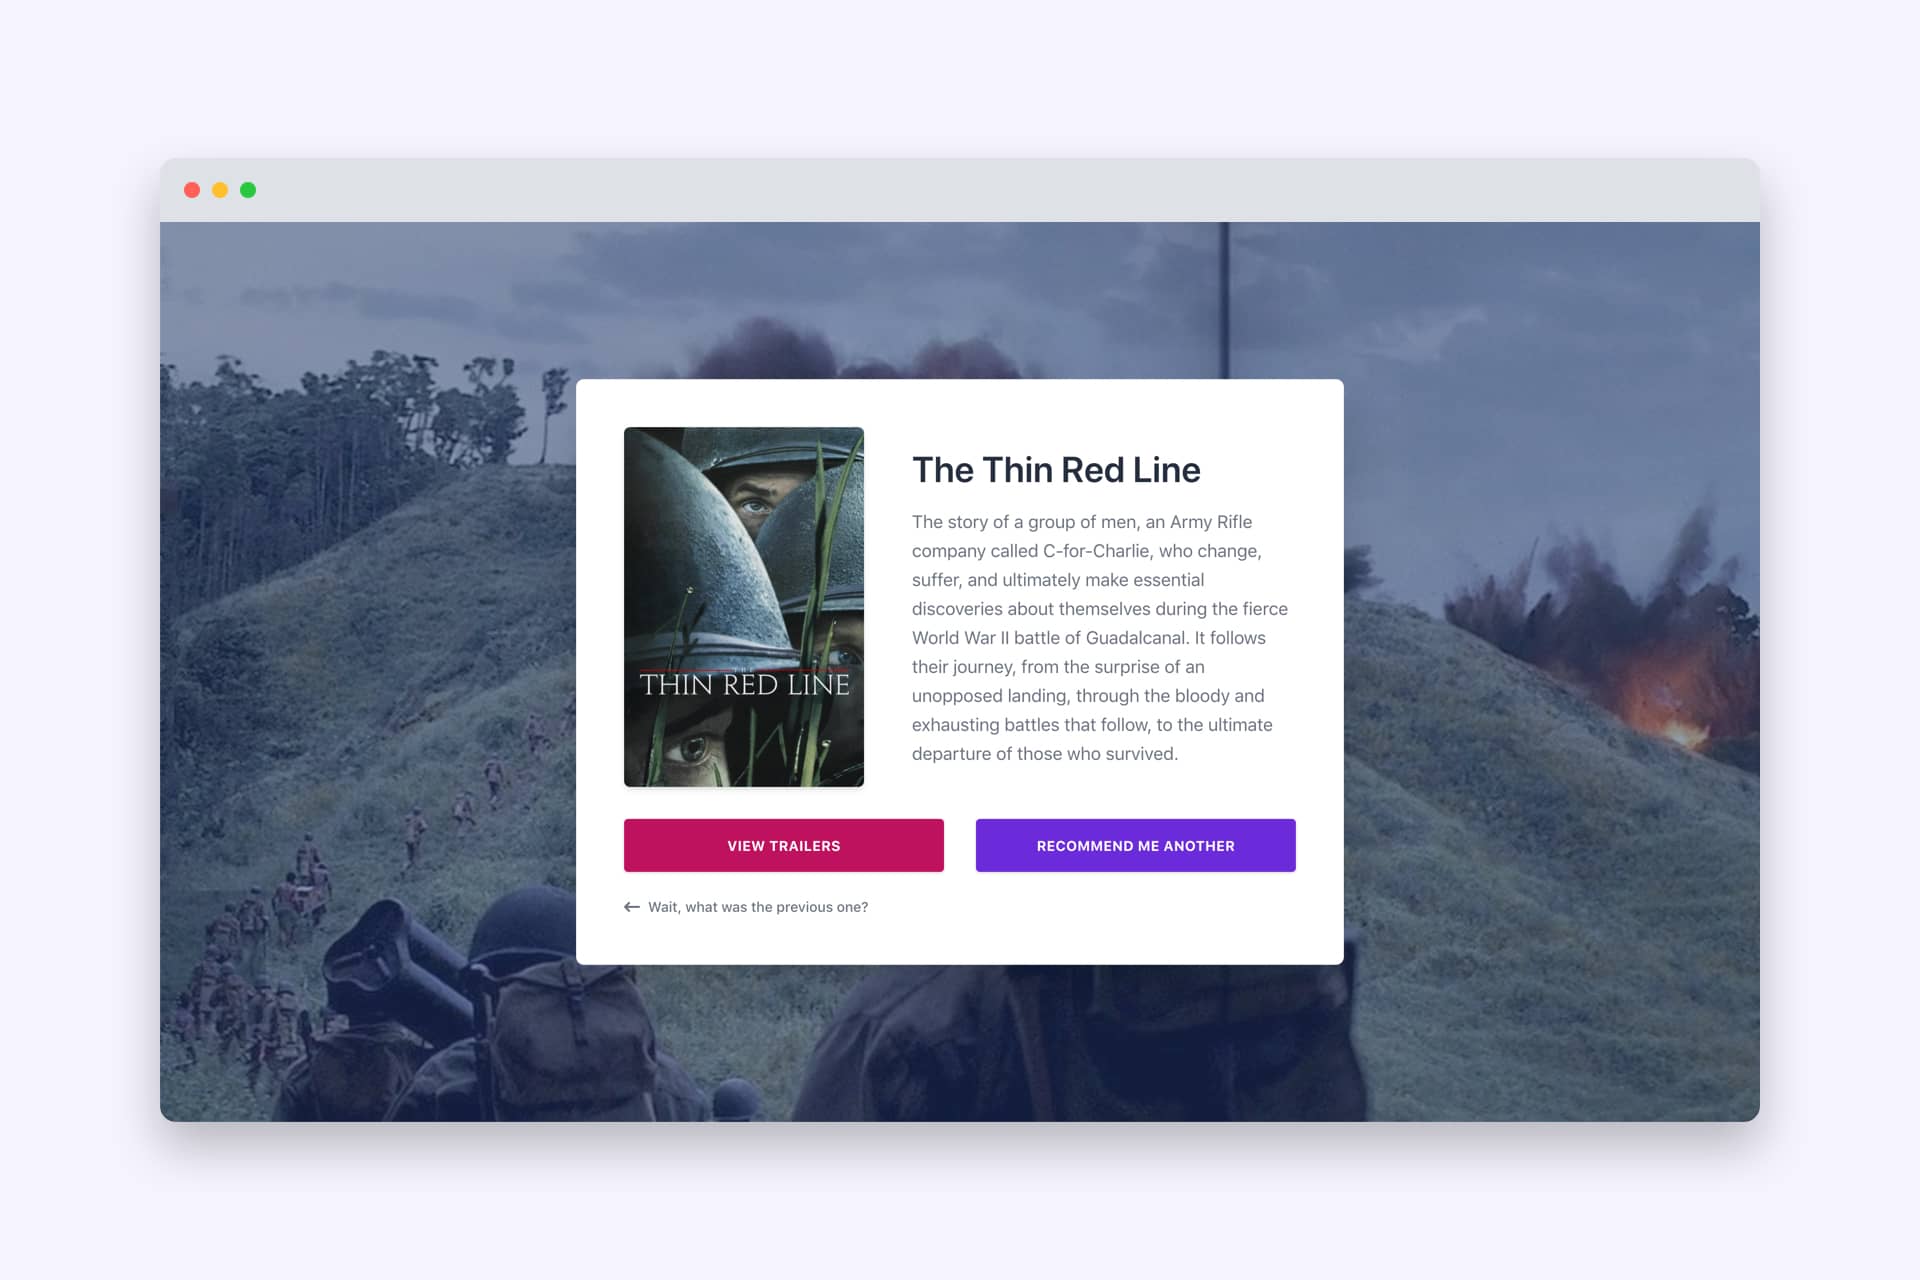 The Thin Red Line
The story of a group of men, an Army Rifle
company called C-for-Charlie, who change,
suffer, and ultimately make essential
discoveries about themselves during the fierce
World War II battle of Guadalcanal. It follows
their journey, from the surprise of an
unopposed landing, through the bloody and
exhausting battles that follow, to the ultimate
departure of those who survived.
THE
THIN RED LINE
VIEW TRAILERS
RECOMMEND ME ANOTHER
Wait, what was the previous one?